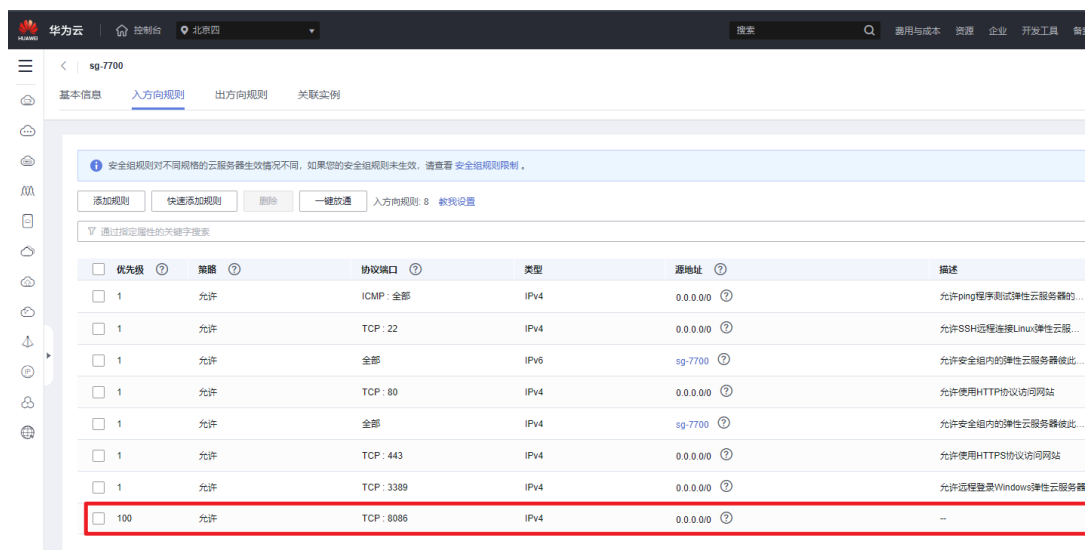 HUAWEI 华为云 控制台 北京四 搜索 费用与成本 资源 企业 开发工具
sg-7700
基本信息 入方向规则 出方向规则 关联实例
安全组规则对不同规格的云服务器生效情况不同，如果您的安全组规则未生效，请查看 安全组规则限制 。
添加规则 快速添加规则 删除 一键放通 入方向规则: 8 教我设置
通过指定属性的关键字搜索
优先级 策略 协议端口 类型 源地址 描述
1 允许 ICMP : 全部 IPv4 0.0.0.0/0 允许ping程序测试弹性云服务器的...
1 允许 TCP : 22 IPv4 0.0.0.0/0 允许SSH远程连接Linux弹性云服...
1 允许 全部 IPv6 sg-7700 允许安全组内的弹性云服务器彼此...
1 允许 TCP : 80 IPv4 0.0.0.0/0 允许使用HTTP协议访问网站
1 允许 全部 IPv4 sg-7700 允许安全组内的弹性云服务器彼此...
1 允许 TCP : 443 IPv4 0.0.0.0/0 允许使用HTTPS协议访问网站
1 允许 TCP : 3389 IPv4 0.0.0.0/0 允许远程登录Windows弹性云服务器
100 允许 TCP : 8086 IPv4 0.0.0.0/0 --